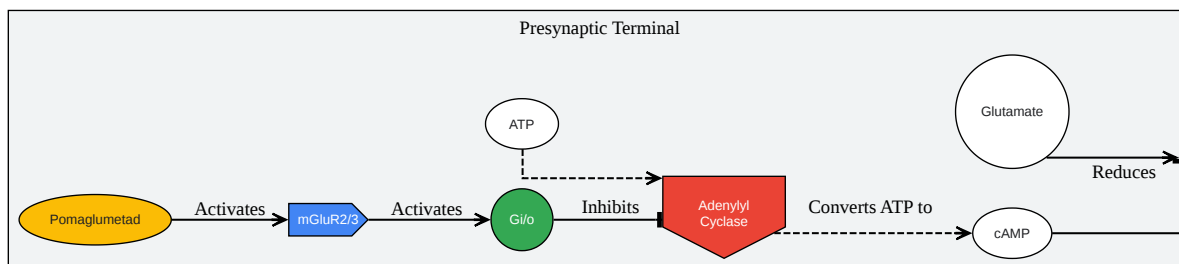 Presynaptic Terminal
Glutamate
ATP
Reduces
Pomaglumetad
Activates
mGluR2/3
Activates
Gi/o
Inhibits
Adenylyl
Cyclase
Converts ATP to
cAMP